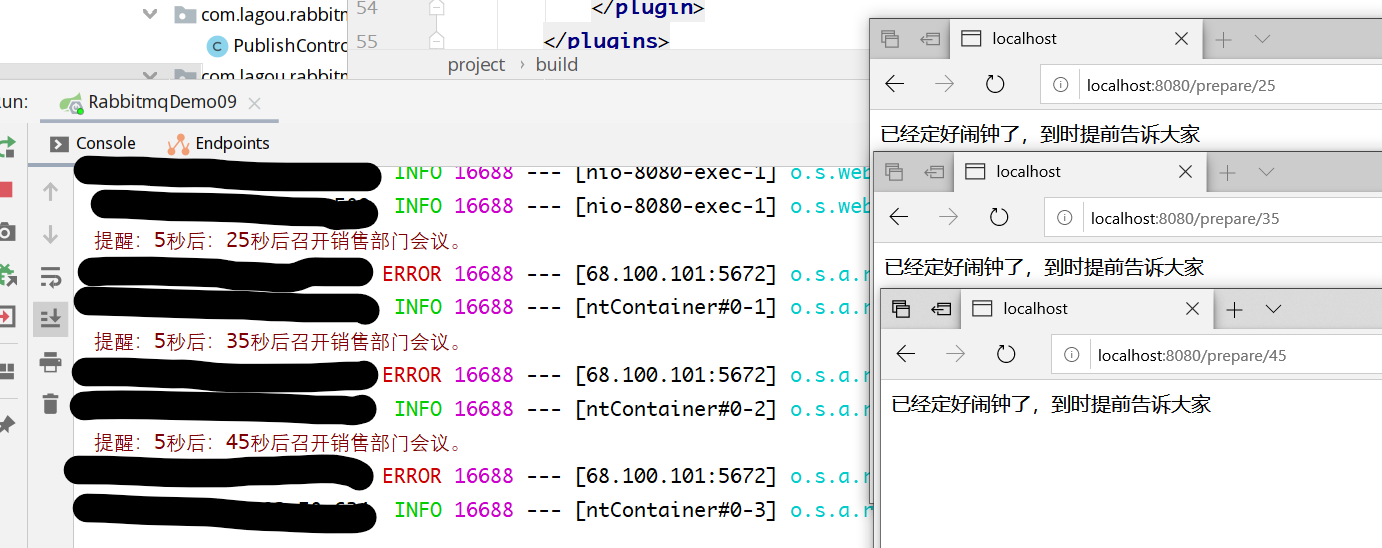 com.lagou.rabbitm
PublishContro
com.lagou.rabbitm
54 </plugin>
55 </plugins>
project › build
un:
RabbitmqDemo09
Console
Endpoints
INFO 16688 --- [nio-8080-exec-1] o.s.web
INFO 16688 --- [nio-8080-exec-1] o.s.web
提醒：5秒后：25秒后召开销售部门会议。
ERROR 16688 --- [68.100.101:5672] o.s.a.r
INFO 16688 --- [ntContainer#0-1] o.s.a.r
提醒：5秒后：35秒后召开销售部门会议。
ERROR 16688 --- [68.100.101:5672] o.s.a.r
INFO 16688 --- [ntContainer#0-2] o.s.a.r
提醒：5秒后：45秒后召开销售部门会议。
ERROR 16688 --- [68.100.101:5672] o.s.a.r
INFO 16688 --- [ntContainer#0-3] o.s.a.r
localhost
localhost:8080/prepare/25
已经定好闹钟了，到时提前告诉大家
localhost
localhost:8080/prepare/35
已经定好闹钟了，到时提前告诉大家
localhost
localhost:8080/prepare/45
已经定好闹钟了，到时提前告诉大家